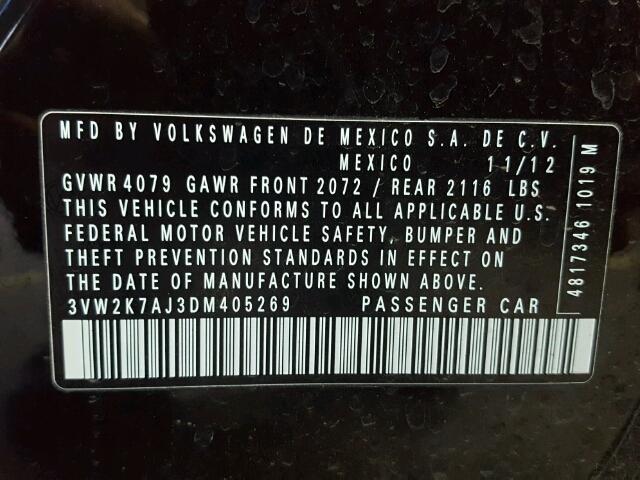 MFD BY VOLKSWAGEN DE MEXICO S.A. DE C.V.
MEXICO 11/12
GVWR 4079 GAWR FRONT 2072 / REAR 2116 LBS
THIS VEHICLE CONFORMS TO ALL APPLICABLE U.S.
FEDERAL MOTOR VEHICLE SAFETY, BUMPER AND
THEFT PREVENTION STANDARDS IN EFFECT ON
THE DATE OF MANUFACTURE SHOWN ABOVE.
3VW2K7AJ3DM405269 PASSENGER CAR
4817346 1019 M